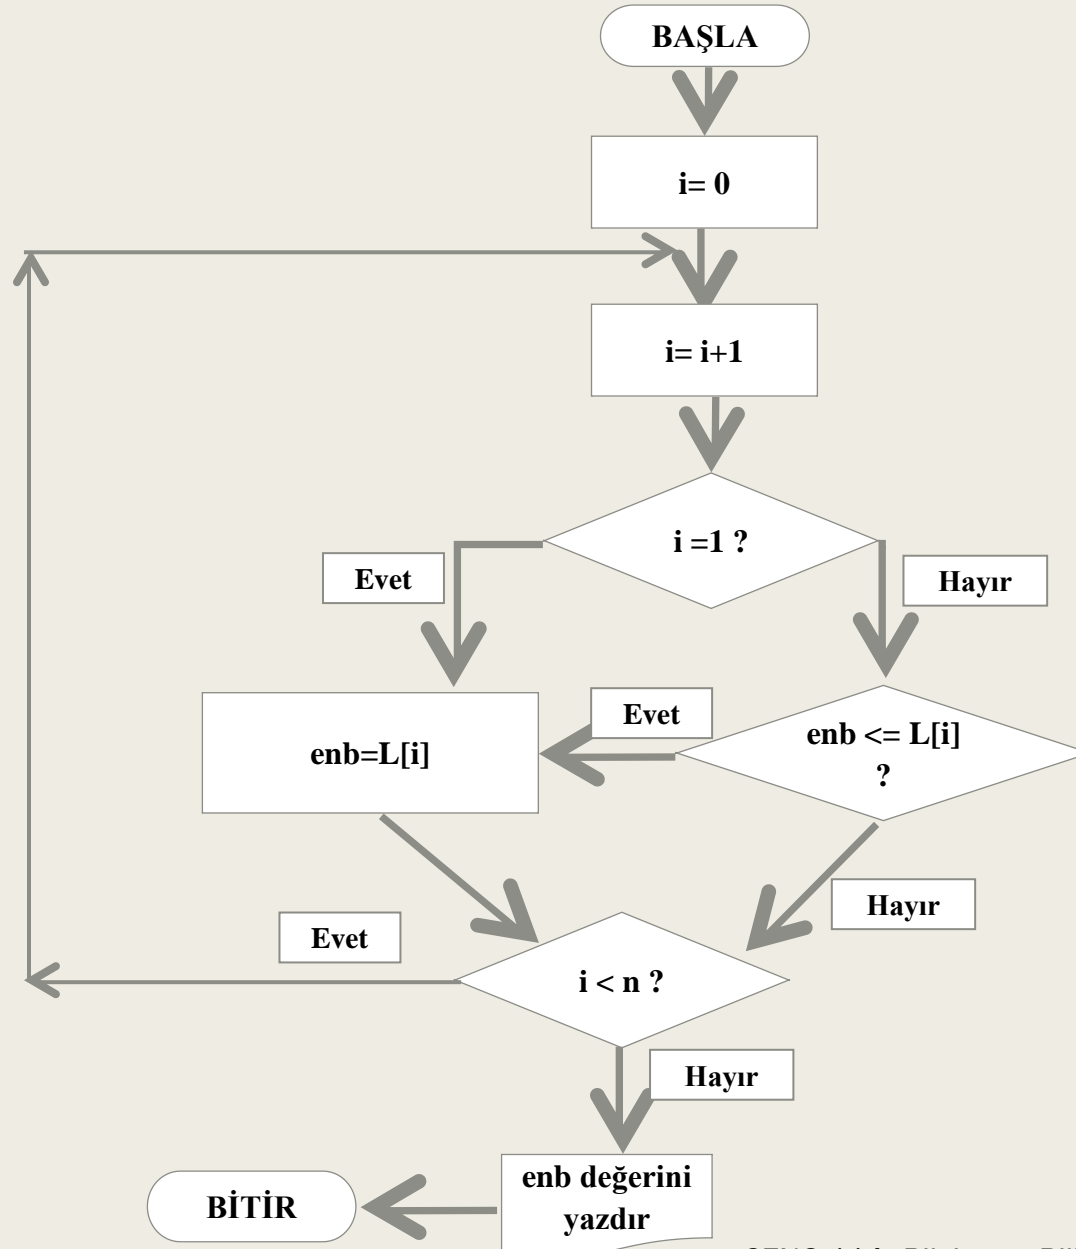 BAŞLA
i= 0
i= i+1
i =1 ?
Evet
Hayır
enb=L[i]
Evet
enb <= L[i]
?
Hayır
Evet
i < n ?
Hayır
enb değerini
yazdır
BİTİR